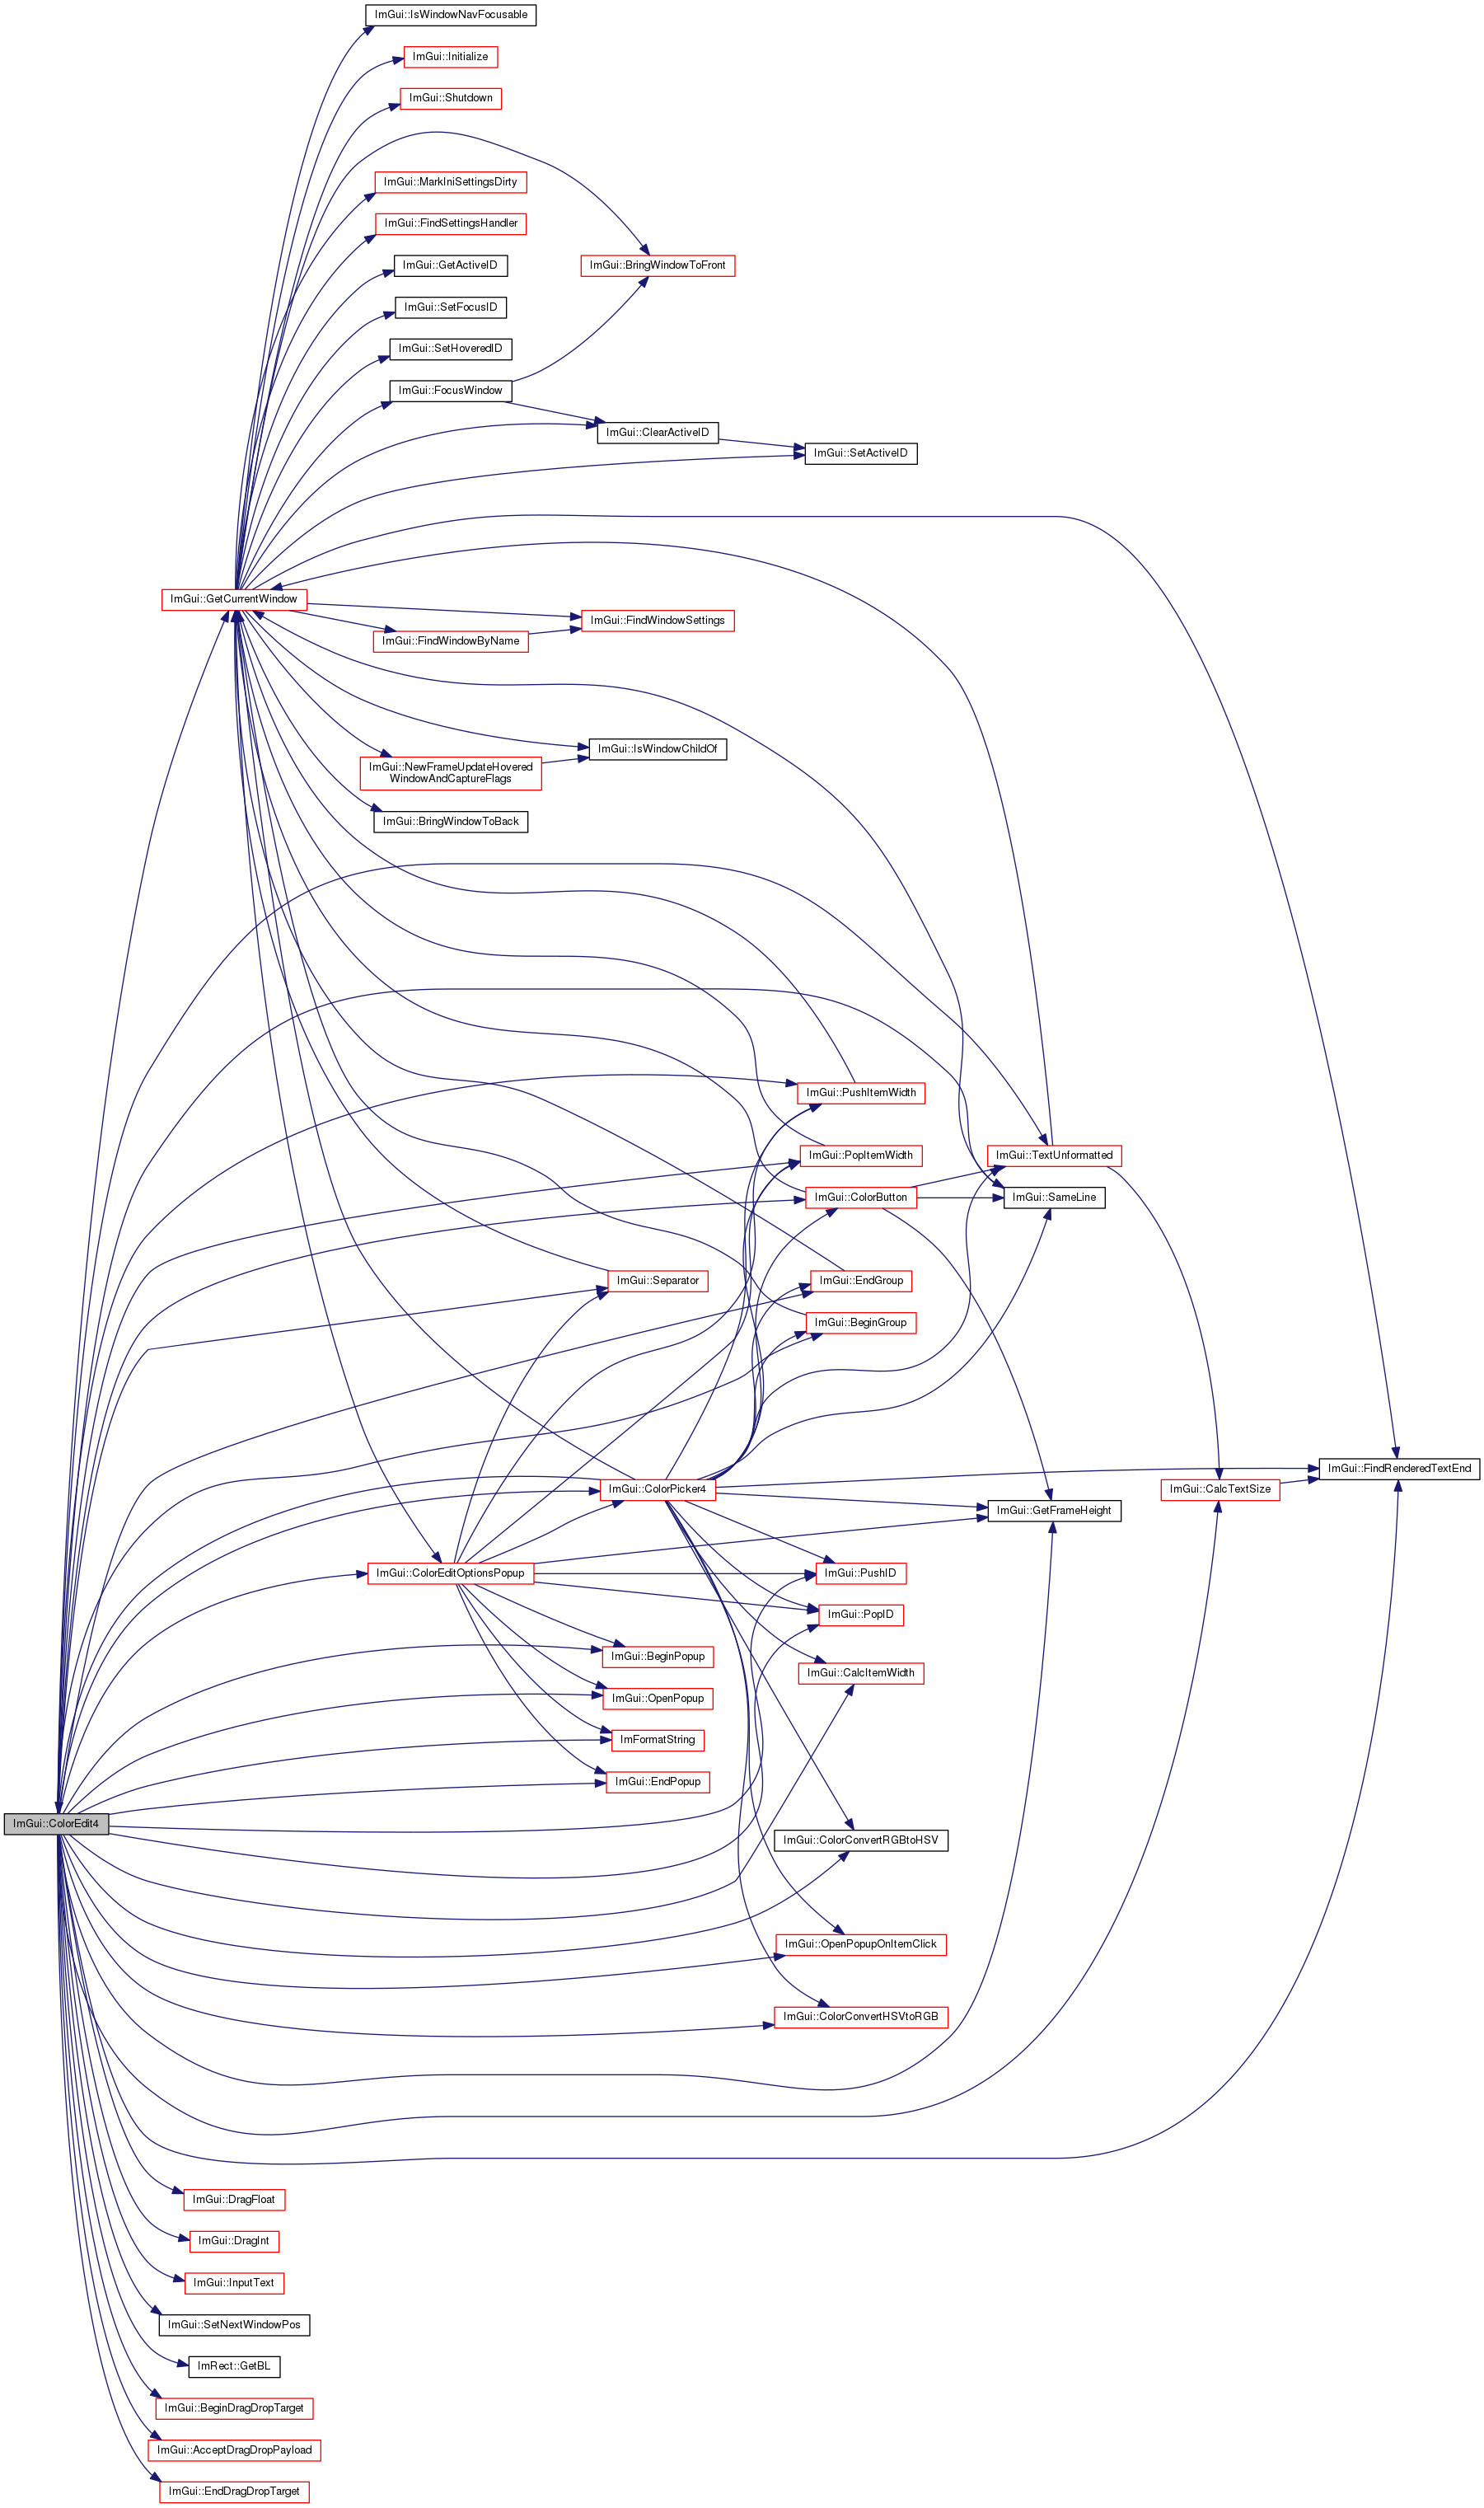 ImGui::IsWindowNavFocusable
ImGui::Initialize
ImGui::Shutdown
ImGui::MarkIniSettingsDirty
ImGui::FindSettingsHandler
ImGui::GetActiveID
ImGui::BringWindowToFront
ImGui::SetFocusID
ImGui::SetHoveredID
ImGui::FocusWindow
ImGui::ClearActiveID
ImGui::SetActiveID
ImGui::GetCurrentWindow
ImGui::FindWindowSettings
ImGui::FindWindowByName
ImGui::IsWindowChildOf
ImGui::NewFrameUpdateHovered
WindowAndCaptureFlags
ImGui::BringWindowToBack
ImGui::PushItemWidth
ImGui::PopItemWidth
ImGui::TextUnformatted
ImGui::ColorButton
ImGui::SameLine
ImGui::Separator
ImGui::EndGroup
ImGui::BeginGroup
ImGui::FindRenderedTextEnd
ImGui::ColorPicker4
ImGui::CalcTextSize
ImGui::GetFrameHeight
ImGui::ColorEditOptionsPopup
ImGui::PushID
ImGui::PopID
ImGui::BeginPopup
ImGui::CalcItemWidth
ImGui::OpenPopup
ImFormatString
ImGui::EndPopup
ImGui::ColorEdit4
ImGui::ColorConvertRGBtoHSV
ImGui::OpenPopupOnItemClick
ImGui::ColorConvertHSVtoRGB
ImGui::DragFloat
ImGui::DragInt
ImGui::InputText
ImGui::SetNextWindowPos
ImRect::GetBL
ImGui::BeginDragDropTarget
ImGui::AcceptDragDropPayload
ImGui::EndDragDropTarget